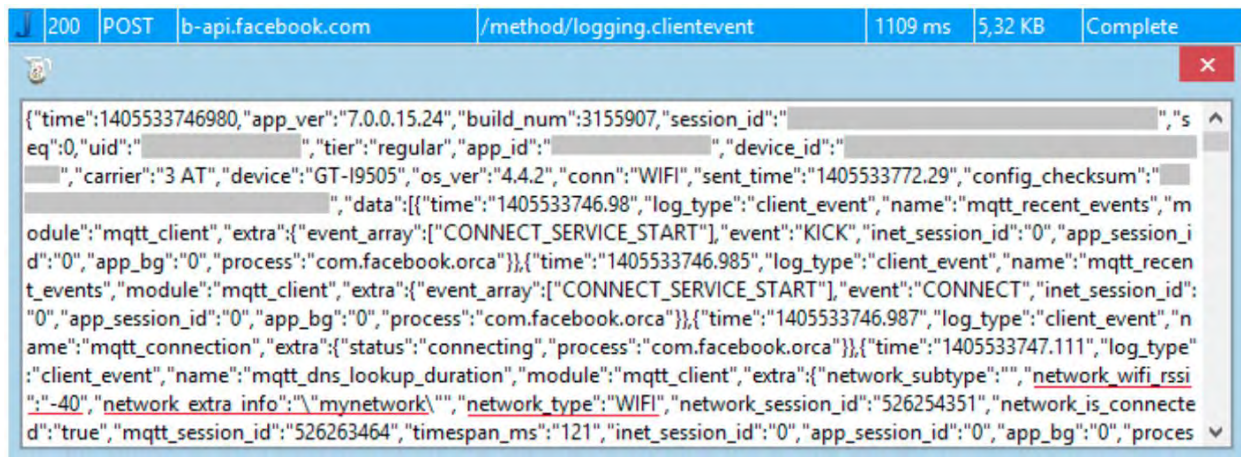 200 POST b-api.facebook.com /method/logging.clientevent 1109 ms 5,32 KB Complete
{"time":1405533746980,"app_ver":"7.0.0.15.24","build_num":3155907,"session_id":" ","s
eq":0,"uid":" ","tier":"regular","app_id":" ","device_id":"
","carrier":"3 AT","device":"GT-I9505","os_ver":"4.4.2","conn":"WIFI","sent_time":"1405533772.29","config_checksum":"
","data":[{"time":"1405533746.98","log_type":"client_event","name":"mqtt_recent_events","m
odule":"mqtt_client","extra":{"event_array":["CONNECT_SERVICE_START"],"event":"KICK","inet_session_id":"0","app_session_i
d":"0","app_bg":"0","process":"com.facebook.orca"}},{"time":"1405533746.985","log_type":"client_event","name":"mqtt_recen
t_events","module":"mqtt_client","extra":{"event_array":["CONNECT_SERVICE_START"],"event":"CONNECT","inet_session_id":
"0","app_session_id":"0","app_bg":"0","process":"com.facebook.orca"}},{"time":"1405533746.987","log_type":"client_event","n
ame":"mqtt_connection","extra":{"status":"connecting","process":"com.facebook.orca"}},{"time":"1405533747.111","log_type"
:"client_event","name":"mqtt_dns_lookup_duration","module":"mqtt_client","extra":{"network_subtype":"","network_wifi_rssi
":"-40","network_extra_info":"\"mynetwork\"","network_type":"WIFI","network_session_id":"526254351","network_is_connecte
d":"true","mqtt_session_id":"526263464","timespan_ms":"121","inet_session_id":"0","app_session_id":"0","app_bg":"0","proces